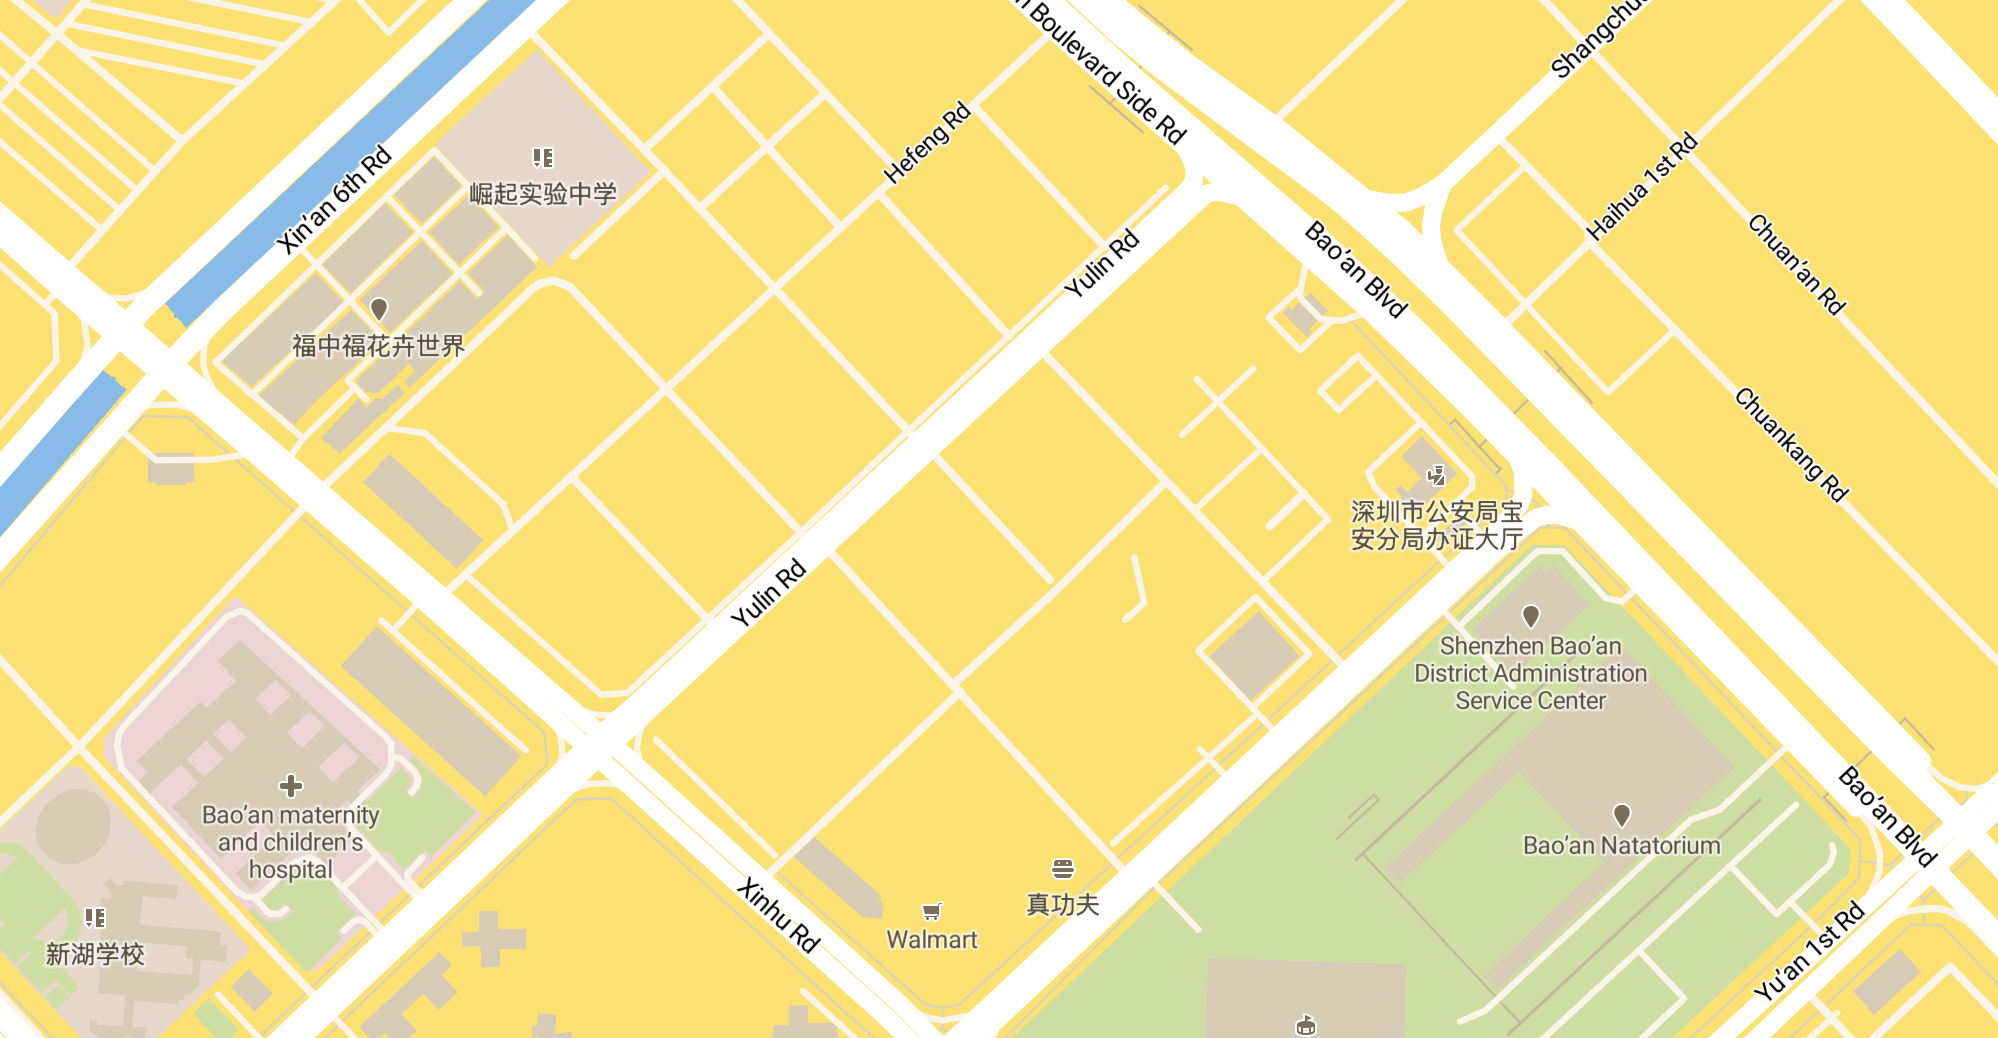 Boulevard Side Rd
Shangchu
Xin'an 6th Rd
崛起实验中学
Hefeng Rd
Haihua 1st Rd
Yulin Rd
Bao'an Blvd
Chuan'an Rd
福中福花卉世界
Chuankang Rd
深圳市公安局宝
安分局办证大厅
Yulin Rd
Shenzhen Bao'an
District Administration
Service Center
Bao'an maternity
and children's
hospital
Bao'an Natatorium
Bao'an Blvd
真功夫
Xinhu Rd
Walmart
新湖学校
Yu'an 1st Rd